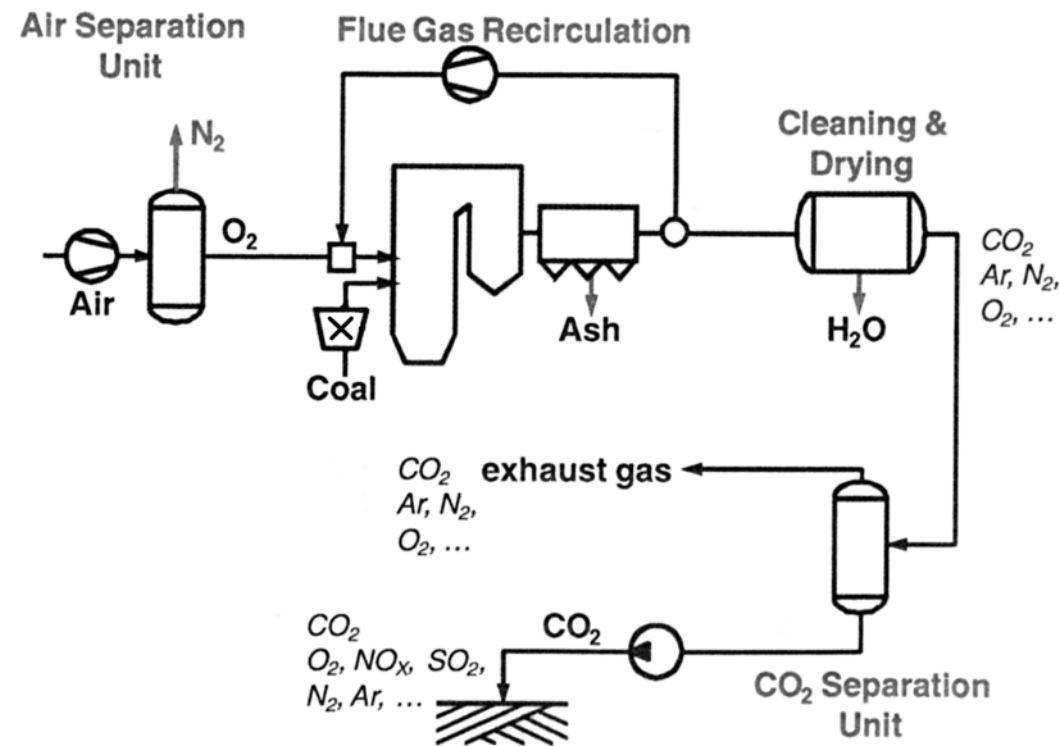 Air Separation
Unit
Flue Gas Recirculation
N₂
Cleaning &
Drying
O₂
Air
Coal
Ash
H₂O
CO₂
Ar, N₂,
O₂, ...
CO₂
Ar, N₂,
O₂, ...
exhaust gas
CO₂
O₂, NOₓ, SO₂,
N₂, Ar, ...
CO₂
CO₂ Separation
Unit